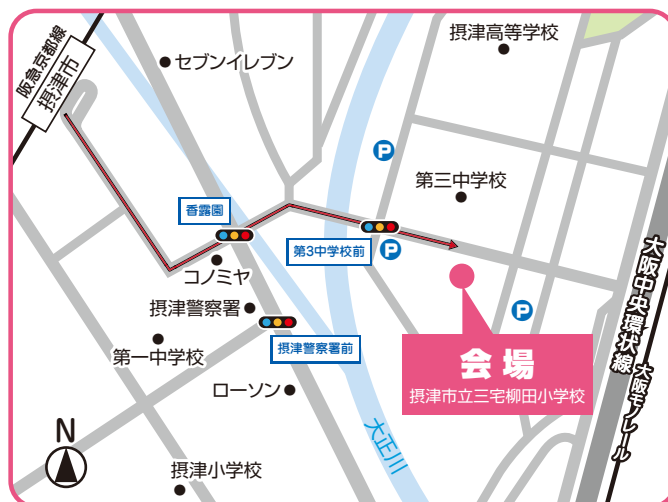 阪急京都線
摂津市
セブンイレブン
摂津高等学校
P
第三中学校
香露園
第3中学校前
P
コノミヤ
摂津警察署
P
摂津警察署前
第一中学校
会場
摂津市立三宅柳田小学校
ローソン
大正川
大阪中央環状線
大阪モノレール
N
摂津小学校